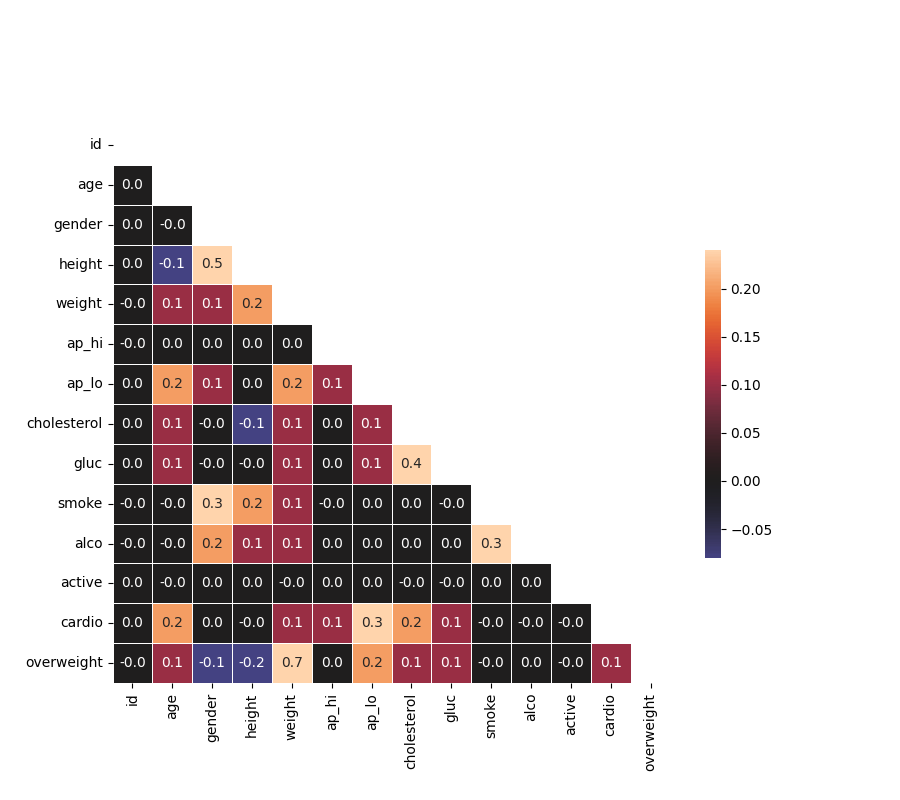 id
age 0.0
gender 0.0 -0.0
height 0.0 -0.1 0.5
weight -0.0 0.1 0.1 0.2
ap_hi -0.0 0.0 0.0 0.0 0.0
ap_lo 0.0 0.2 0.1 0.0 0.2 0.1
cholesterol 0.0 0.1 -0.0 -0.1 0.1 0.0 0.1
gluc 0.0 0.1 -0.0 -0.0 0.1 0.0 0.1 0.4
smoke -0.0 -0.0 0.3 0.2 0.1 -0.0 0.0 0.0 -0.0
alco -0.0 -0.0 0.2 0.1 0.1 0.0 0.0 0.0 0.0 0.3
active 0.0 -0.0 0.0 0.0 -0.0 0.0 0.0 -0.0 -0.0 0.0 0.0
cardio 0.0 0.2 0.0 -0.0 0.1 0.1 0.3 0.2 0.1 -0.0 -0.0 -0.0
overweight -0.0 0.1 -0.1 -0.2 0.7 0.0 0.2 0.1 0.1 -0.0 0.0 -0.0 0.1
id age gender height weight ap_hi ap_lo cholesterol gluc smoke alco active cardio overweight
0.20
0.15
0.10
0.05
0.00
−0.05